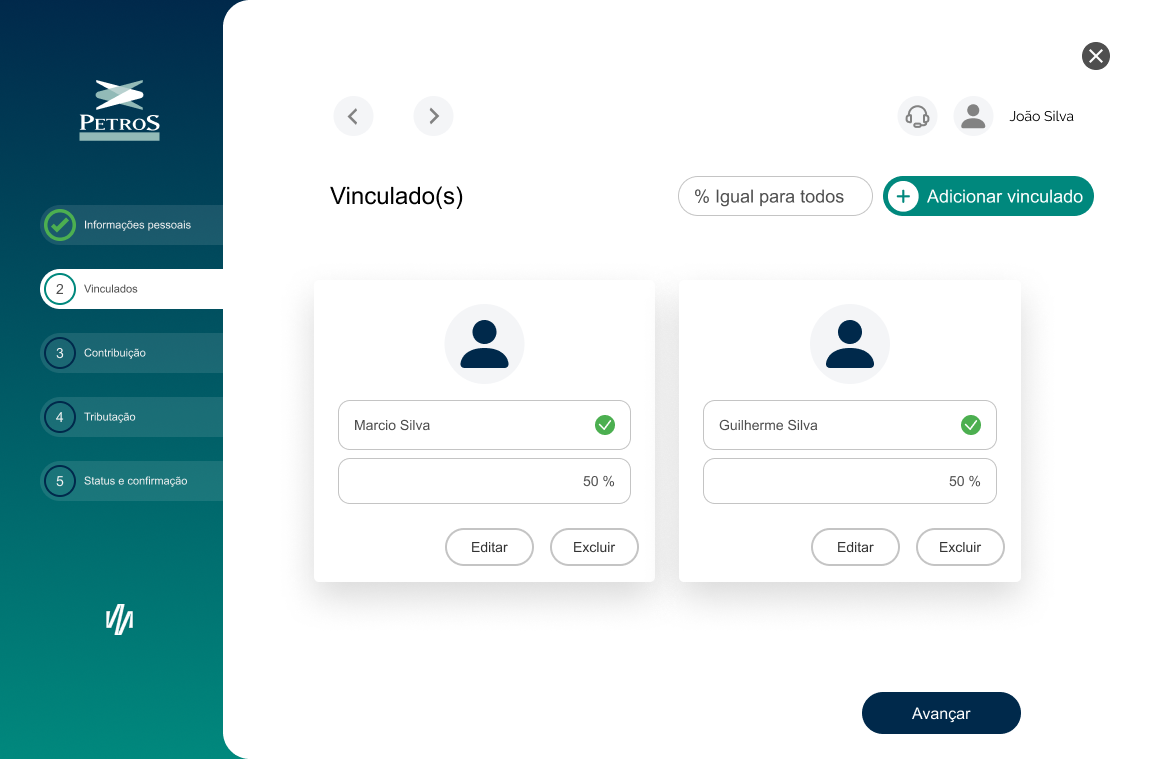 PETROS
João Silva
Vinculado(s)
% Igual para todos
Adicionar vinculado
Informações pessoais
2 Vinculados
3 Contribuição
4 Tributação
5 Status e confirmação
Marcio Silva
50 %
Editar Excluir
Guilherme Silva
50 %
Editar Excluir
Avançar